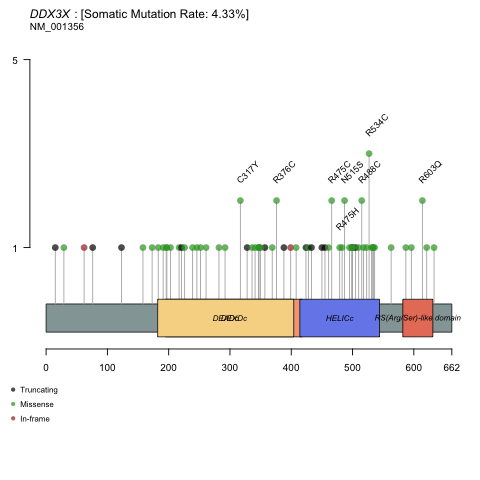 DDX3X : [Somatic Mutation Rate: 4.33%]
NM_001356
5
R534C
C317Y
R376C
R475C
N515S
R488C
R603Q
R475H
1
HELICc
RS(Arg/Ser)-like domain
0
100
200
300
400
500
600
662
Truncating
Missense
In-frame